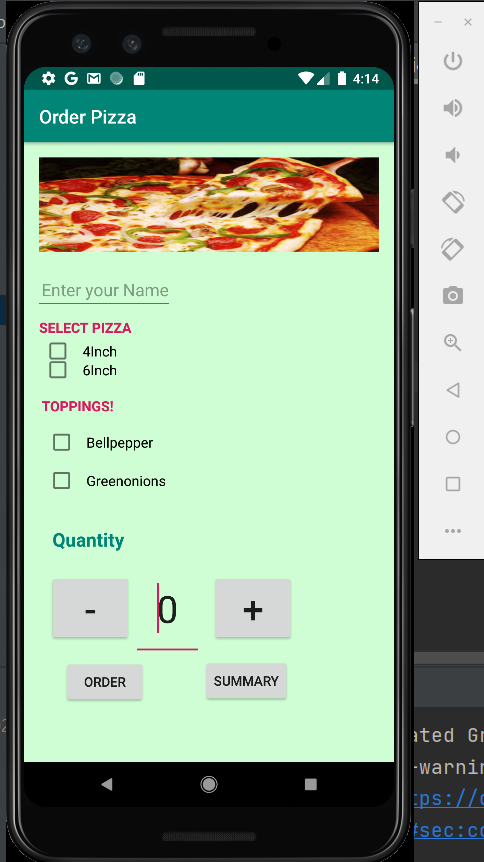 4:14
Order Pizza
Enter your Name
SELECT PIZZA
4Inch
6Inch
TOPPINGS!
Bellpepper
Greenonions
Quantity
- 0 +
ORDER SUMMARY
ated Gr
-warnin
tps://d
#sec:co